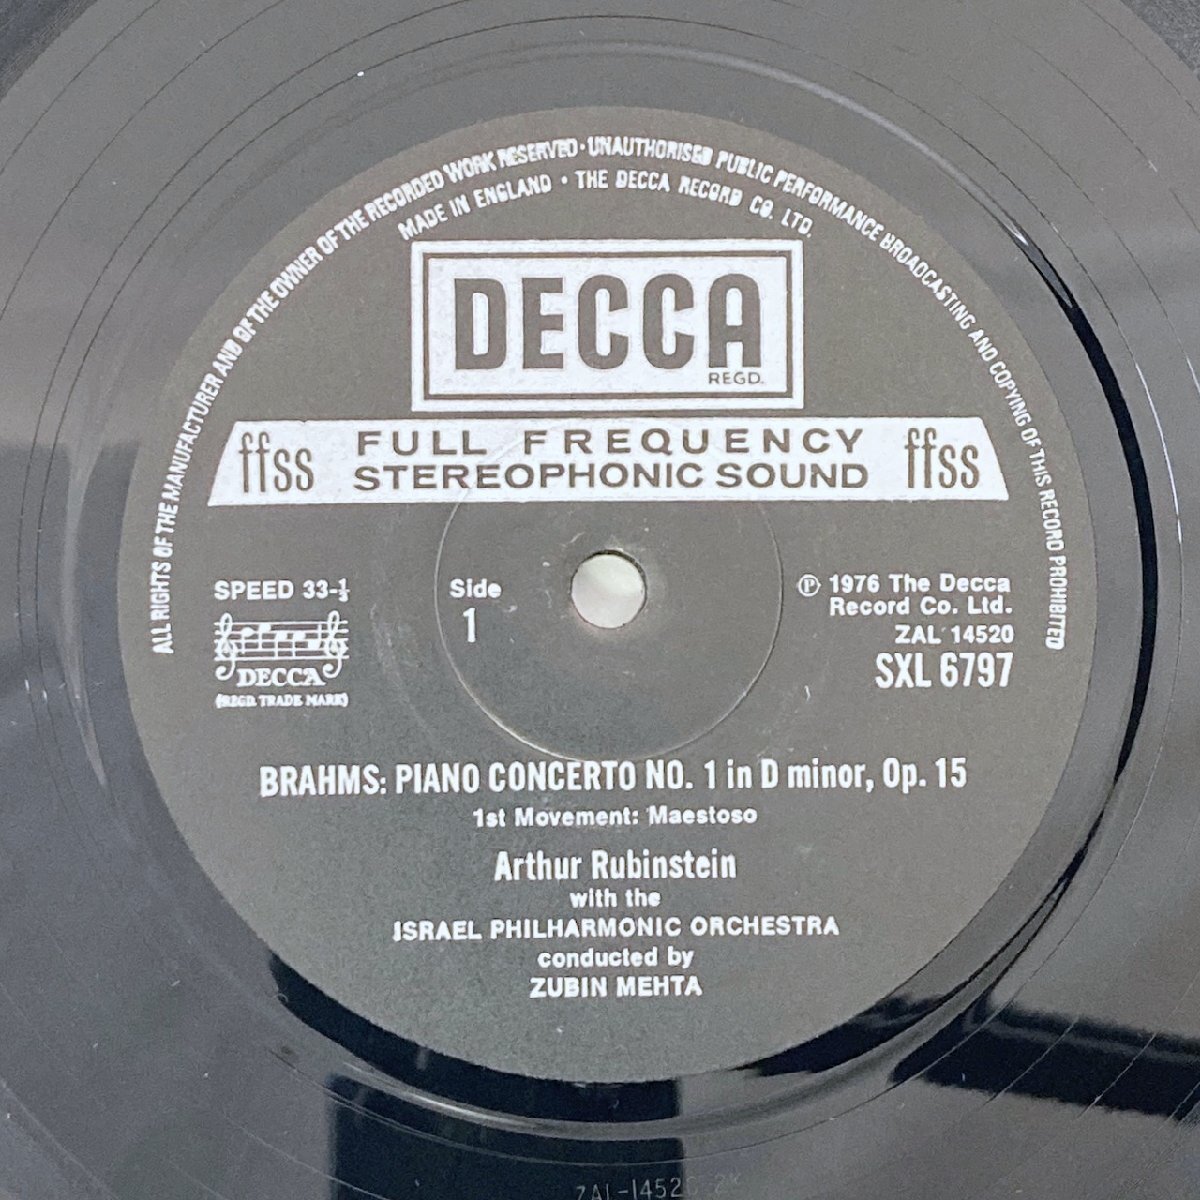 ALL RIGHTS OF THE MANUFACTURER AND OF THE OWNER OF THE RECORDED WORK RESERVED · UNAUTHORISED PUBLIC PERFORMANCE BROADCASTING AND COPYING OF THIS RECORD PROHIBITED
MADE IN ENGLAND · THE DECCA RECORD CO. LTD.
DECCA
REGD.
ffss FULL FREQUENCY ffss
STEREOPHONIC SOUND
SPEED 33-⅓
DECCA
(REGD. TRADE MARK)
Side
1
Ⓟ 1976 The Decca
Record Co. Ltd.
ZAL 14520
SXL 6797
BRAHMS: PIANO CONCERTO NO. 1 in D minor, Op. 15
1st Movement: Maestoso
Arthur Rubinstein
with the
ISRAEL PHILHARMONIC ORCHESTRA
conducted by
ZUBIN MEHTA